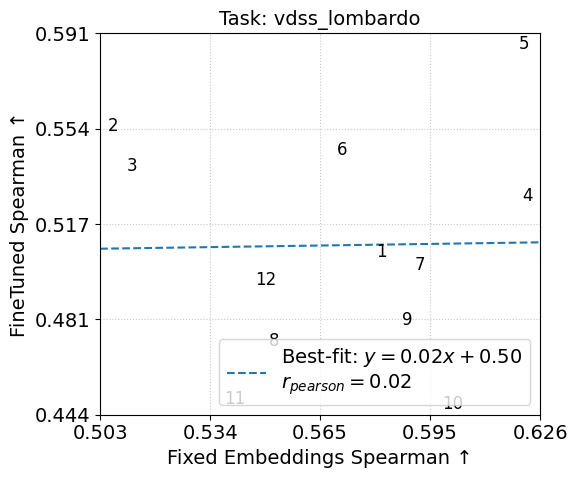 Task: vdss_lombardo
0.591
0.554
0.517
0.481
0.444
FineTuned Spearman ↑
5
2
6
3
4
1
7
12
9
8
11
10
Best-fit: y = 0.02x + 0.50
r_pearson = 0.02
0.503 0.534 0.565 0.595 0.626
Fixed Embeddings Spearman ↑